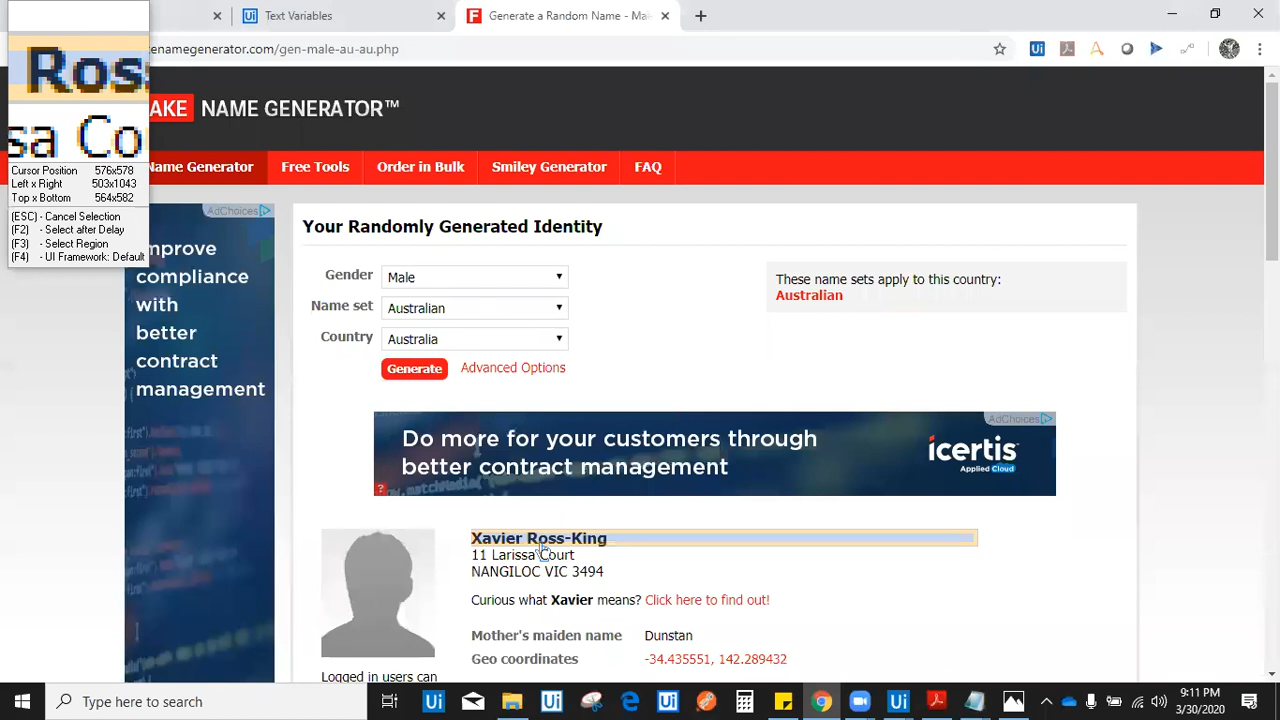 Text Variables
Generate a Random Name - Mak
enamegenerator.com/gen-male-au-au.php
Ros
sa Co
Cursor Position 576x578
Left x Right 503x1043
Top x Bottom 564x582
(ESC) - Cancel Selection
(F2) - Select after Delay
(F3) - Select Region
(F4) - UI Framework: Default
AKE NAME GENERATOR™
Name Generator Free Tools Order in Bulk Smiley Generator FAQ
AdChoices
mprove
compliance
with
better
contract
management
Your Randomly Generated Identity
Gender Male
Name set Australian
Country Australia
Generate Advanced Options
These name sets apply to this country:
Australian
AdChoices
Do more for your customers through
better contract management
icertis
Applied Cloud
Xavier Ross-King
11 Larissa Court
NANGILOC VIC 3494
Curious what Xavier means? Click here to find out!
Mother's maiden name Dunstan
Geo coordinates -34.435551, 142.289432
Logged in users can
Type here to search
9:11 PM
3/30/2020